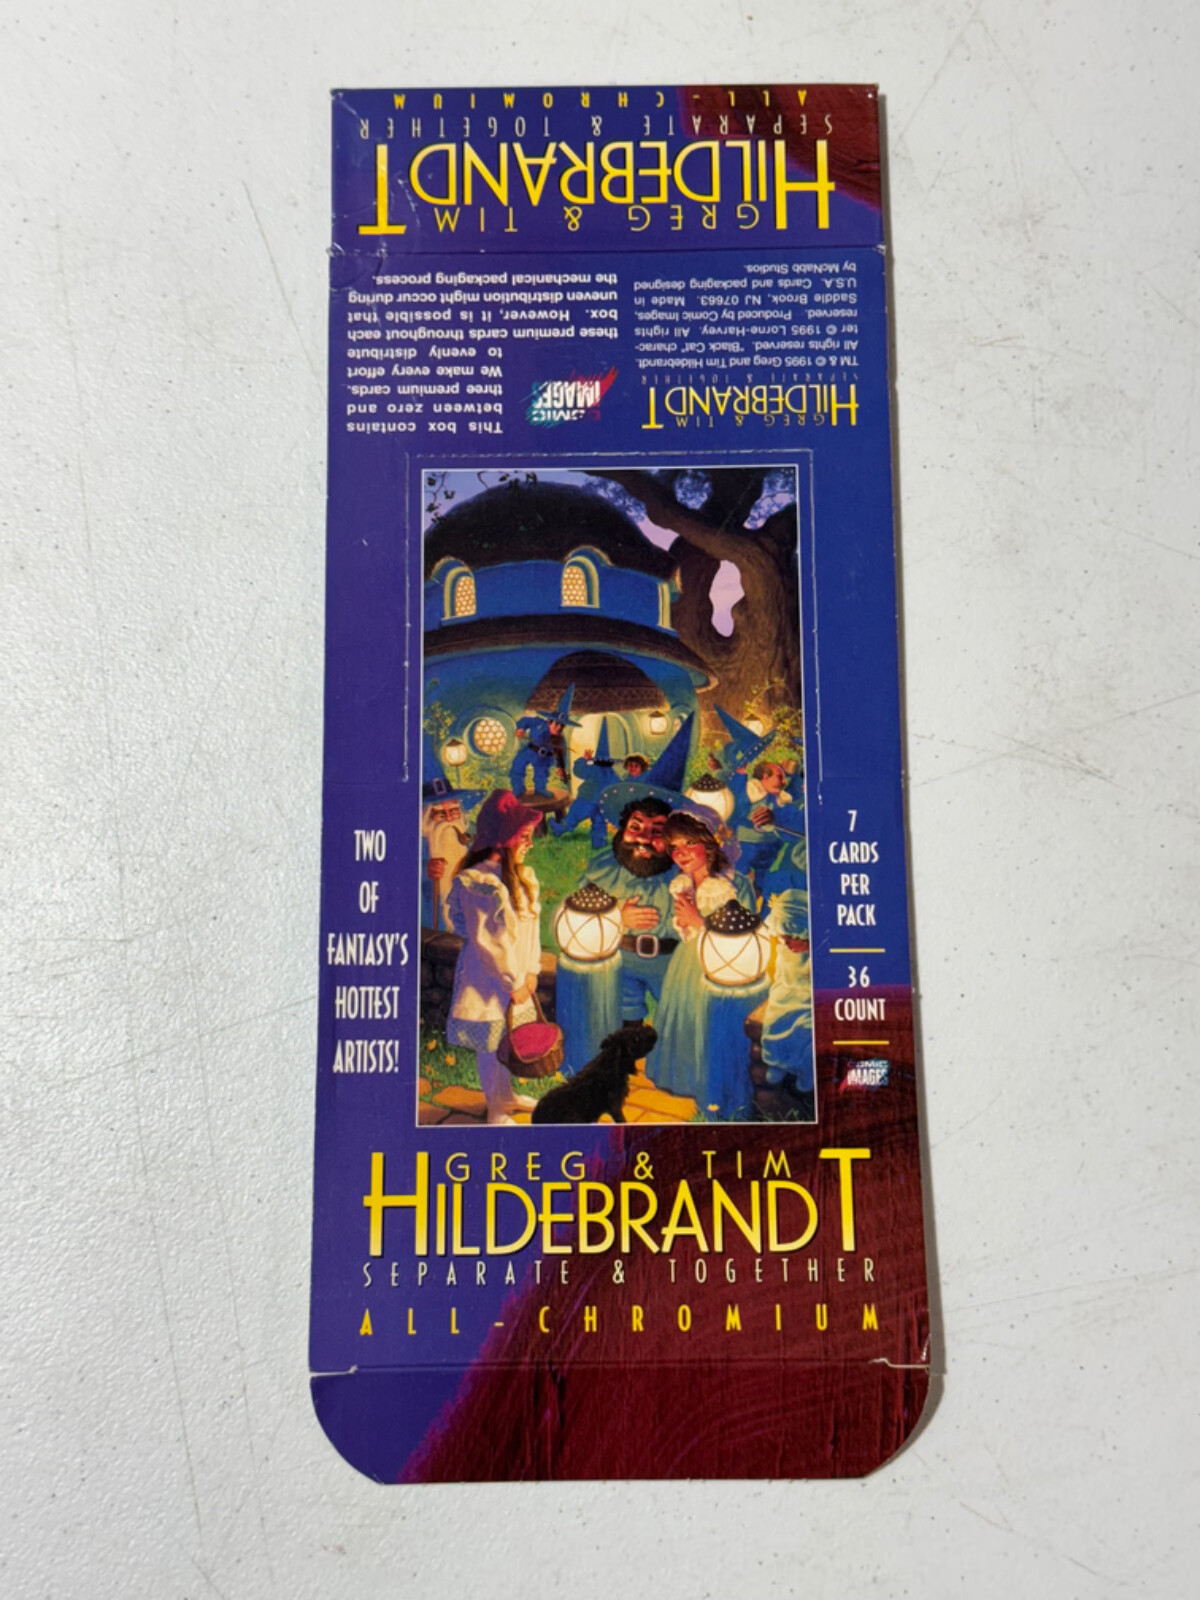 ALL-CHROMIUM
SEPARATE & TOGETHER
HILDEBRANDT
GREG & TIM
This box contains
between zero and
three premium cards.
We make every effort
to evenly distribute
these premium cards throughout each
box. However, it is possible that
uneven distribution might occur during
the mechanical packaging process.
COMIC
IMAGES
GREG & TIM
HILDEBRANDT
SEPARATE & TOGETHER
TM & © 1995 Greg and Tim Hildebrandt.
All rights reserved. "Black Cat" charac-
ter © 1995 Lorne-Harvey. All rights
reserved. Produced by Comic Images,
Saddle Brook, NJ 07663. Made in
U.S.A. Cards and packaging designed
by McNabb Studios.
TWO
OF
FANTASY'S
HOTTEST
ARTISTS!
7
CARDS
PER
PACK
36
COUNT
COMIC
IMAGES
GREG & TIM
HILDEBRANDT
SEPARATE & TOGETHER
ALL-CHROMIUM